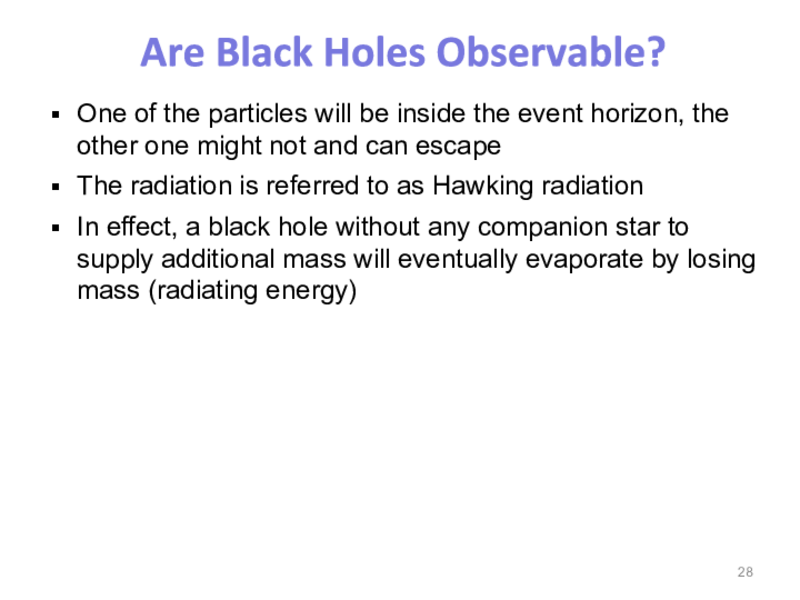 Are Black Holes Observable?
▪ One of the particles will be inside the event horizon, the
other one might not and can escape
▪ The radiation is referred to as Hawking radiation
▪ In effect, a black hole without any companion star to
supply additional mass will eventually evaporate by losing
mass (radiating energy)
28